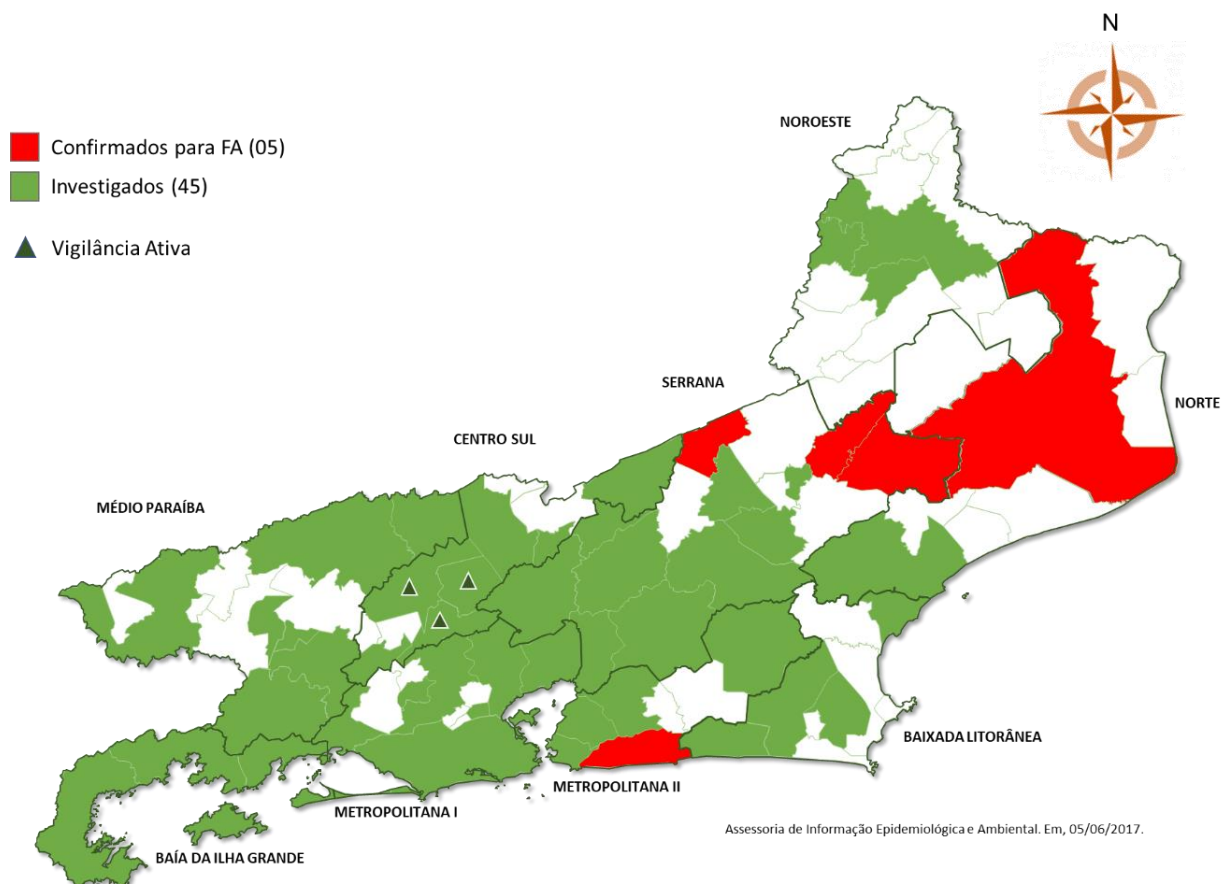 N
NOROESTE
Confirmados para FA (05)
Investigados (45)
Vigilância Ativa
SERRANA
NORTE
CENTRO SUL
MÉDIO PARAÍBA
BAIXADA LITORÂNEA
METROPOLITANA II
METROPOLITANA I
Assessoria de Informação Epidemiológica e Ambiental. Em, 05/06/2017.
BAÍA DA ILHA GRANDE